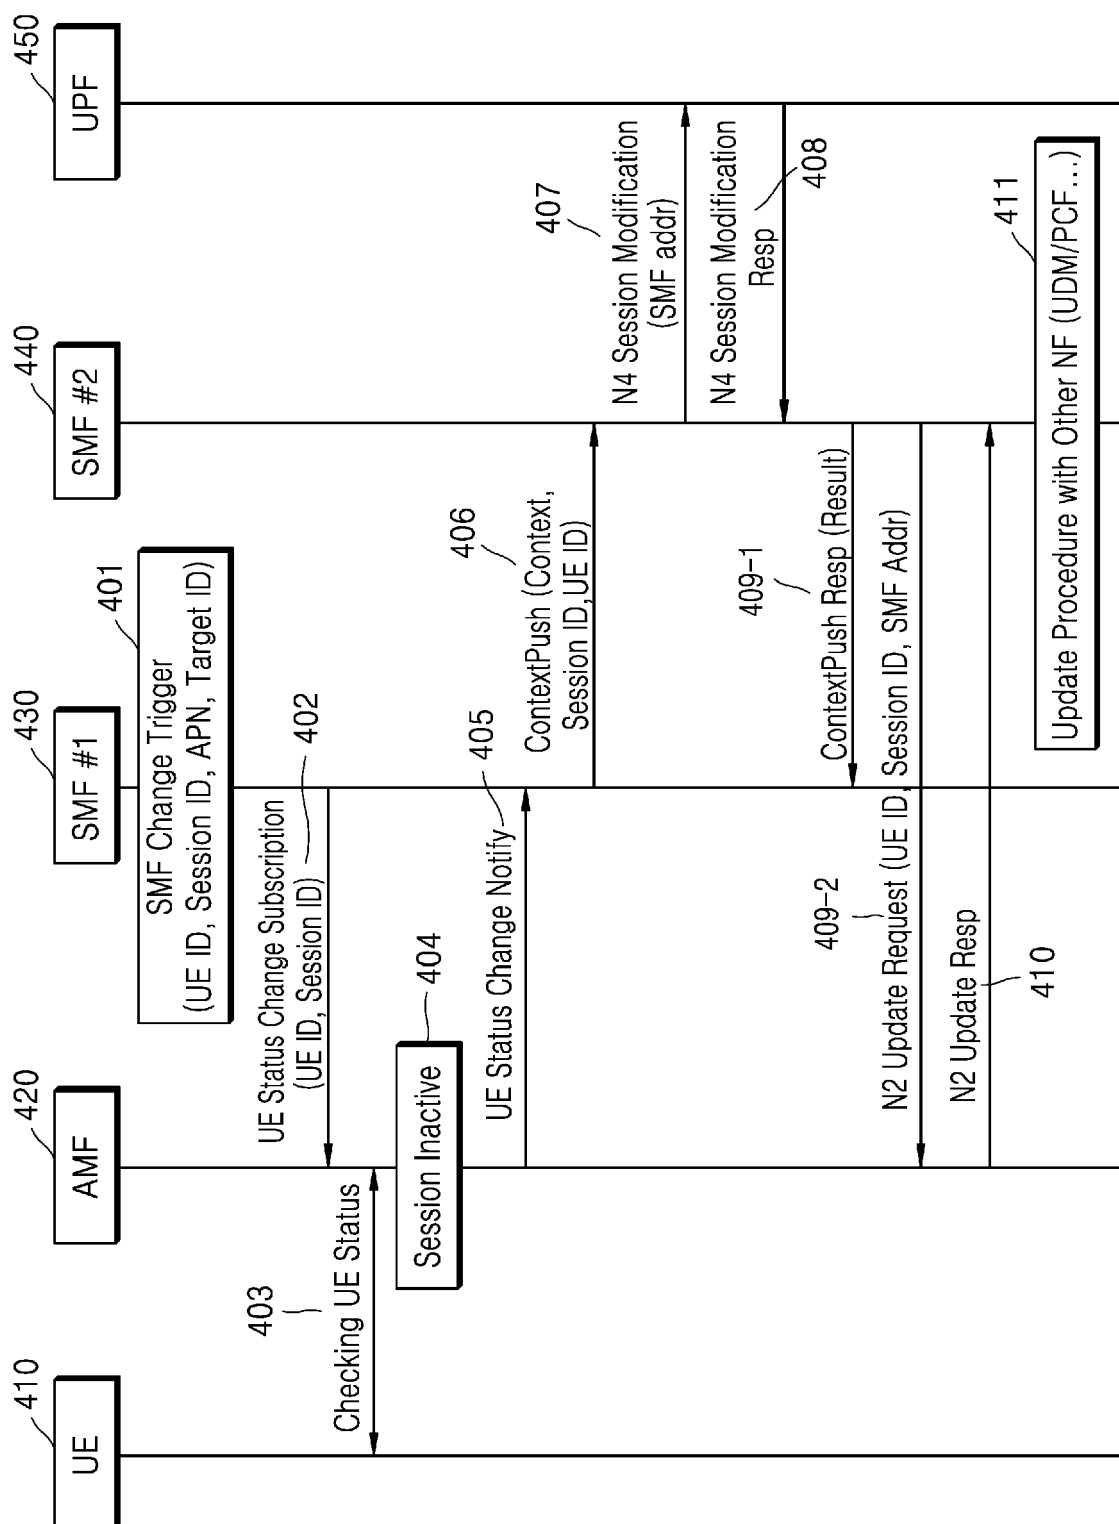 410
UE
420
AMF
430
SMF #1
440
SMF #2
450
UPF
401
SMF Change Trigger
(UE ID, Session ID, APN, Target ID)
UE Status Change Subscription
(UE ID, Session ID)
402
403
Checking UE Status
404
Session Inactive
UE Status Change Notify
405
406
ContextPush (Context,
Session ID,UE ID)
407
N4 Session Modification
(SMF addr)
N4 Session Modification
Resp
408
409-1
ContextPush Resp (Result)
409-2
N2 Update Request (UE ID, Session ID, SMF Addr)
N2 Update Resp
410
411
Update Procedure with Other NF (UDM/PCF...)